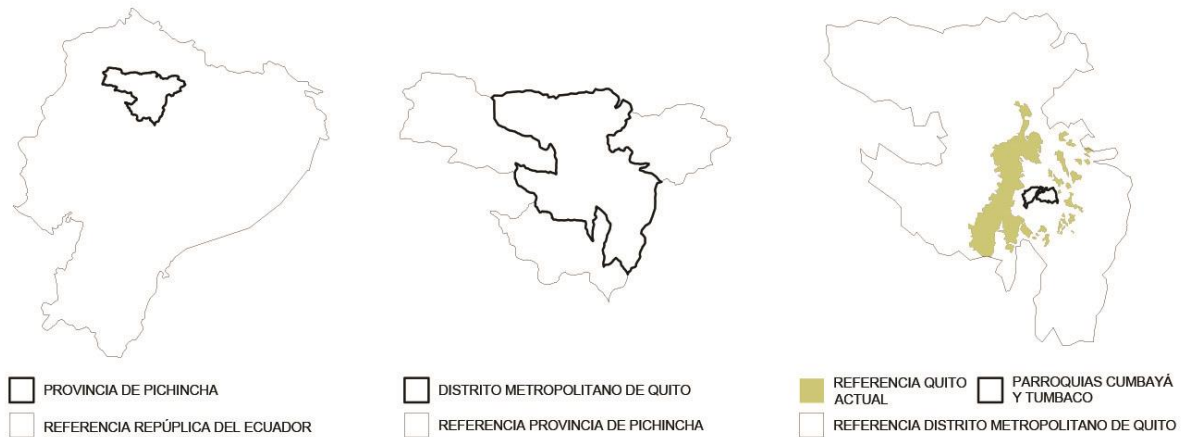 PROVINCIA DE PICHINCHA
REFERENCIA REPÚPLICA DEL ECUADOR
DISTRITO METROPOLITANO DE QUITO
REFERENCIA PROVINCIA DE PICHINCHA
REFERENCIA QUITO
ACTUAL
PARROQUIAS CUMBAYÁ
Y TUMBACO
REFERENCIA DISTRITO METROPOLITANO DE QUITO